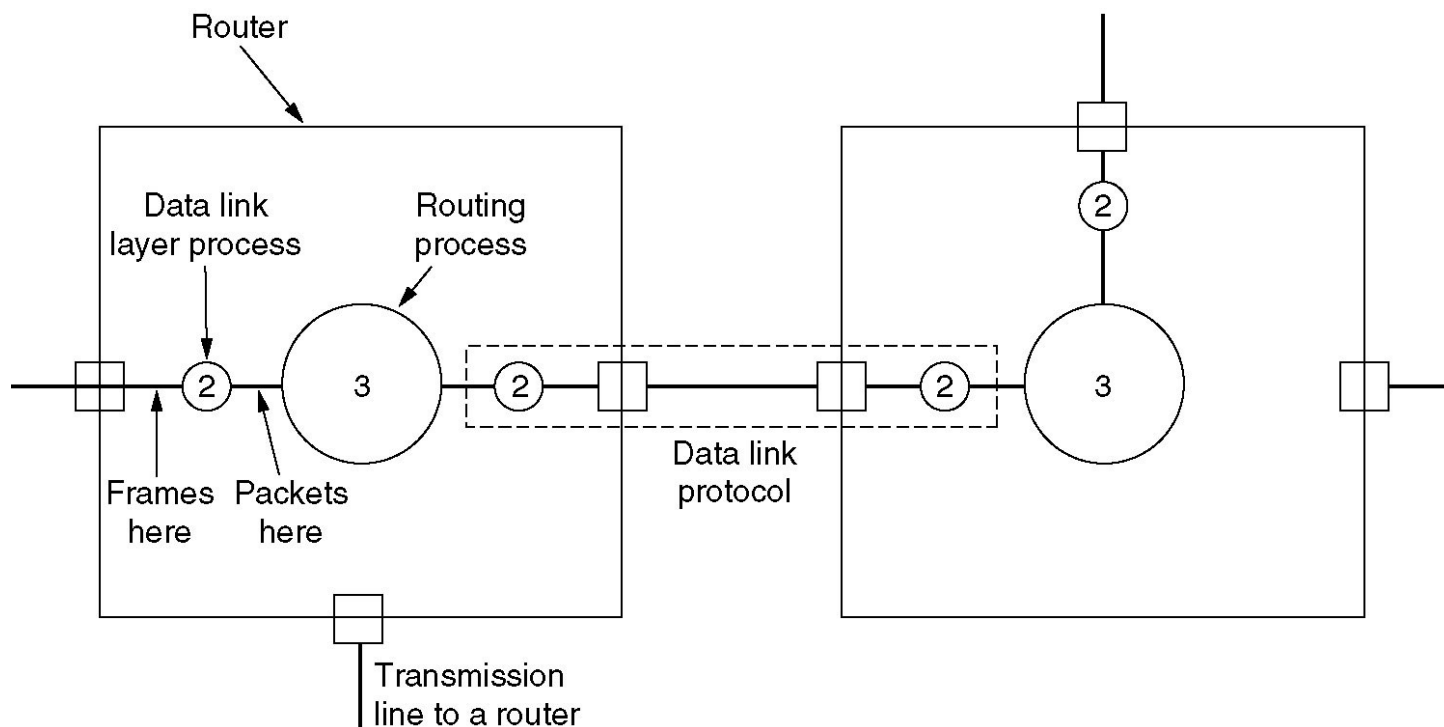 Router
Data link
layer process
Routing
process
2
2
3
2
2
3
Frames
here
Packets
here
Data link
protocol
Transmission
line to a router